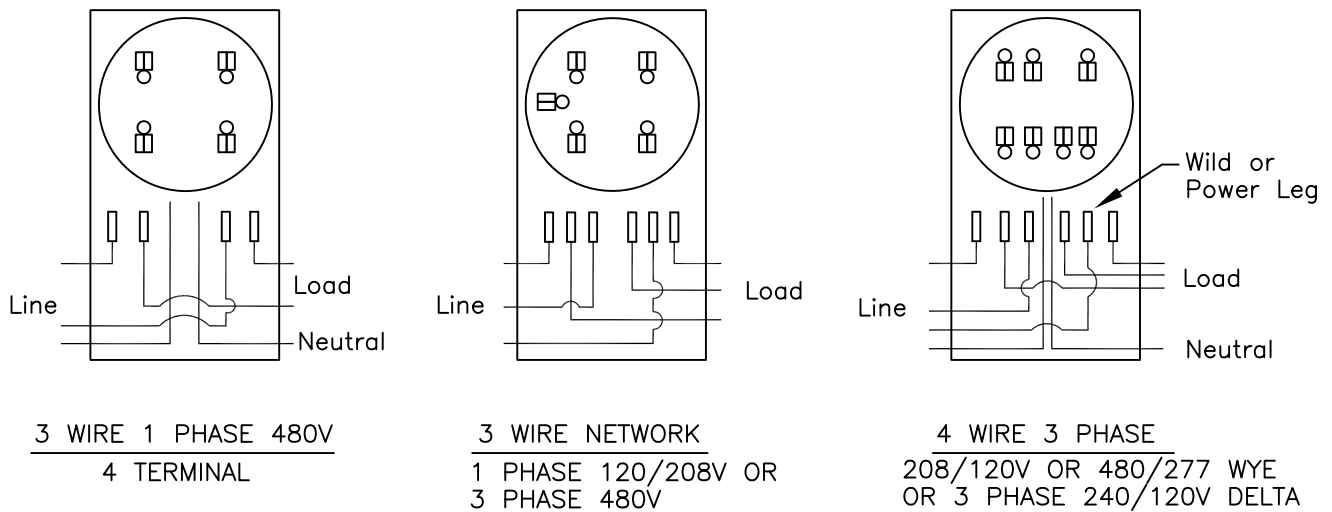 Line
Load
Neutral
3 WIRE 1 PHASE 480V
4 TERMINAL
Line
Load
3 WIRE NETWORK
1 PHASE 120/208V OR
3 PHASE 480V
Wild or
Power Leg
Line
Load
Neutral
4 WIRE 3 PHASE
208/120V OR 480/277 WYE
OR 3 PHASE 240/120V DELTA